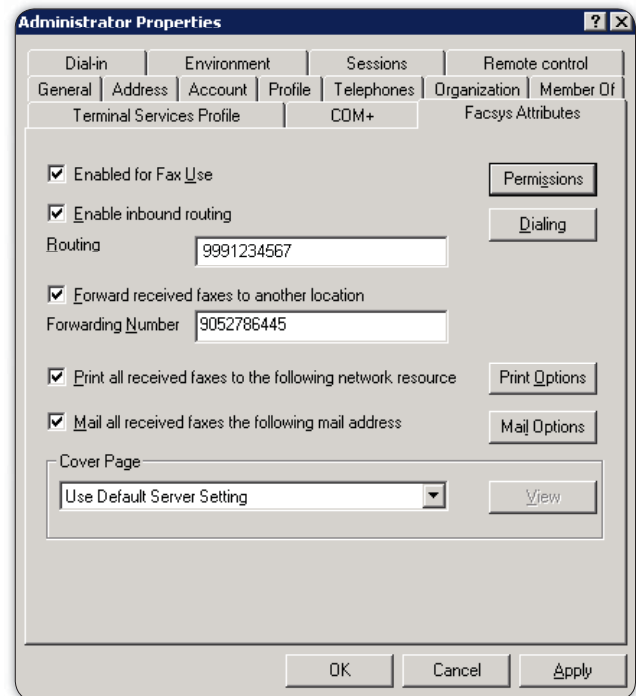 Administrator Properties
Dial-in Environment Sessions Remote control
General Address Account Profile Telephones Organization Member Of
Terminal Services Profile COM+ Facsys Attributes
Enabled for Fax Use
Permissions
Enable inbound routing
Dialing
Routing 9991234567
Forward received faxes to another location
Forwarding Number 9052786445
Print all received faxes to the following network resource Print Options
Mail all received faxes the following mail address Mail Options
Cover Page
Use Default Server Setting View
OK Cancel Apply